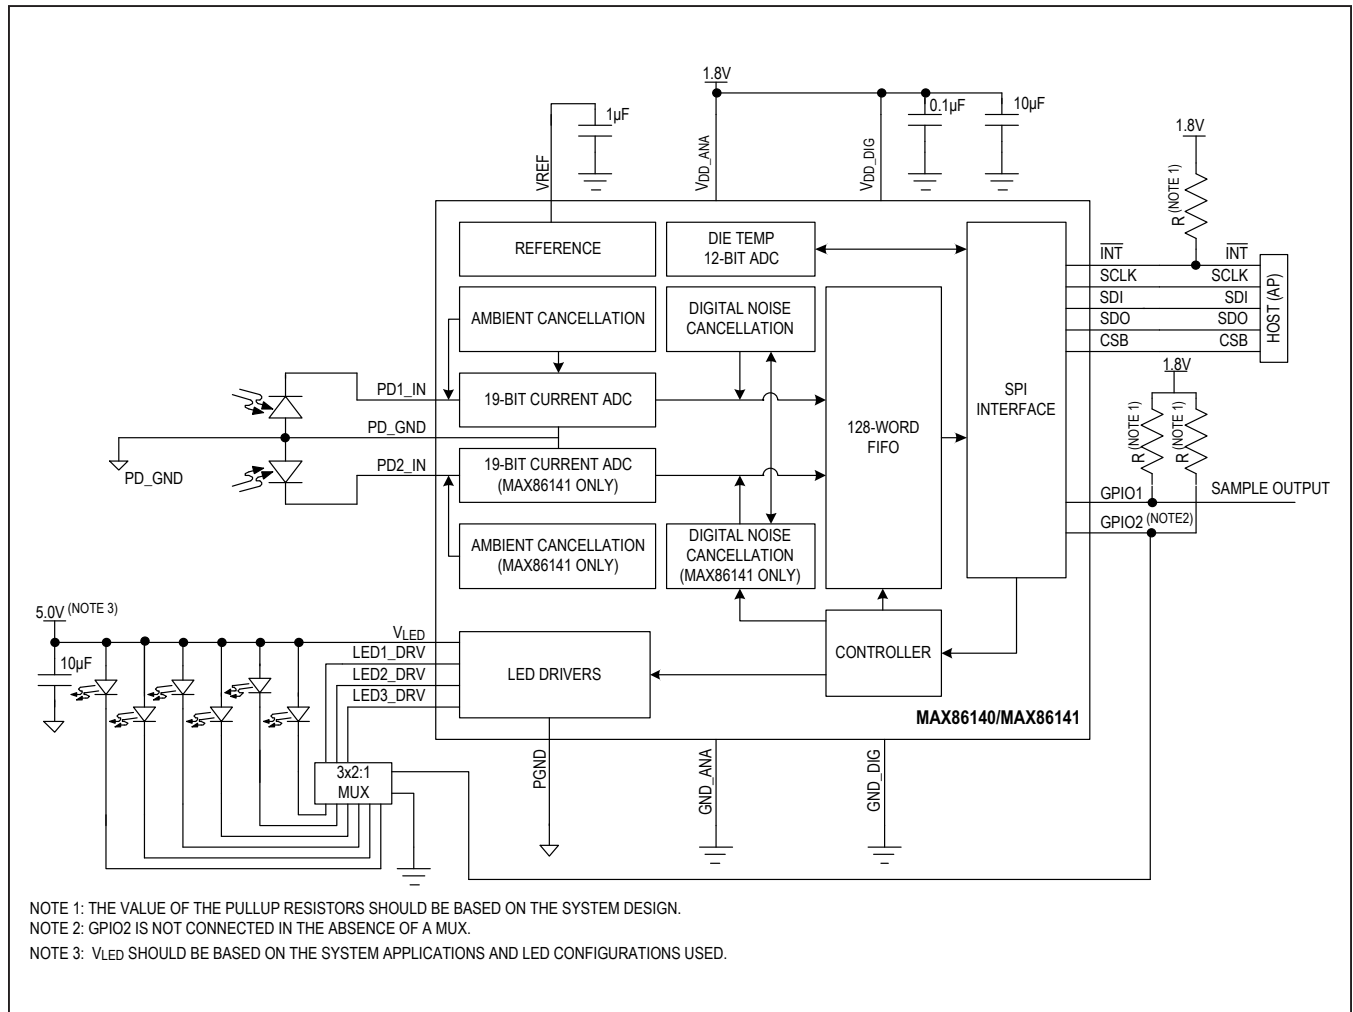 1.8V
0.1µF
10µF
1µF
1.8V
VREF
VDD_ANA
VDD_DIG
R (NOTE 1)
REFERENCE
DIE TEMP
12-BIT ADC
INT
INT
SCLK
SCLK
SDI
SDI
SDO
SDO
CSB
CSB
HOST (AP)
AMBIENT CANCELLATION
DIGITAL NOISE
CANCELLATION
1.8V
PD1_IN
19-BIT CURRENT ADC
SPI
INTERFACE
PD_GND
128-WORD
FIFO
R (NOTE 1)
R (NOTE 1)
PD_GND
PD2_IN
19-BIT CURRENT ADC
(MAX86141 ONLY)
GPIO1
SAMPLE OUTPUT
GPIO2 (NOTE2)
AMBIENT CANCELLATION
(MAX86141 ONLY)
DIGITAL NOISE
CANCELLATION
(MAX86141 ONLY)
5.0V (NOTE 3)
VLED
10µF
LED1_DRV
LED2_DRV
LED3_DRV
LED DRIVERS
CONTROLLER
MAX86140/MAX86141
3x2:1
MUX
PGND
GND_ANA
GND_DIG
NOTE 1: THE VALUE OF THE PULLUP RESISTORS SHOULD BE BASED ON THE SYSTEM DESIGN.
NOTE 2: GPIO2 IS NOT CONNECTED IN THE ABSENCE OF A MUX.
NOTE 3: VLED SHOULD BE BASED ON THE SYSTEM APPLICATIONS AND LED CONFIGURATIONS USED.